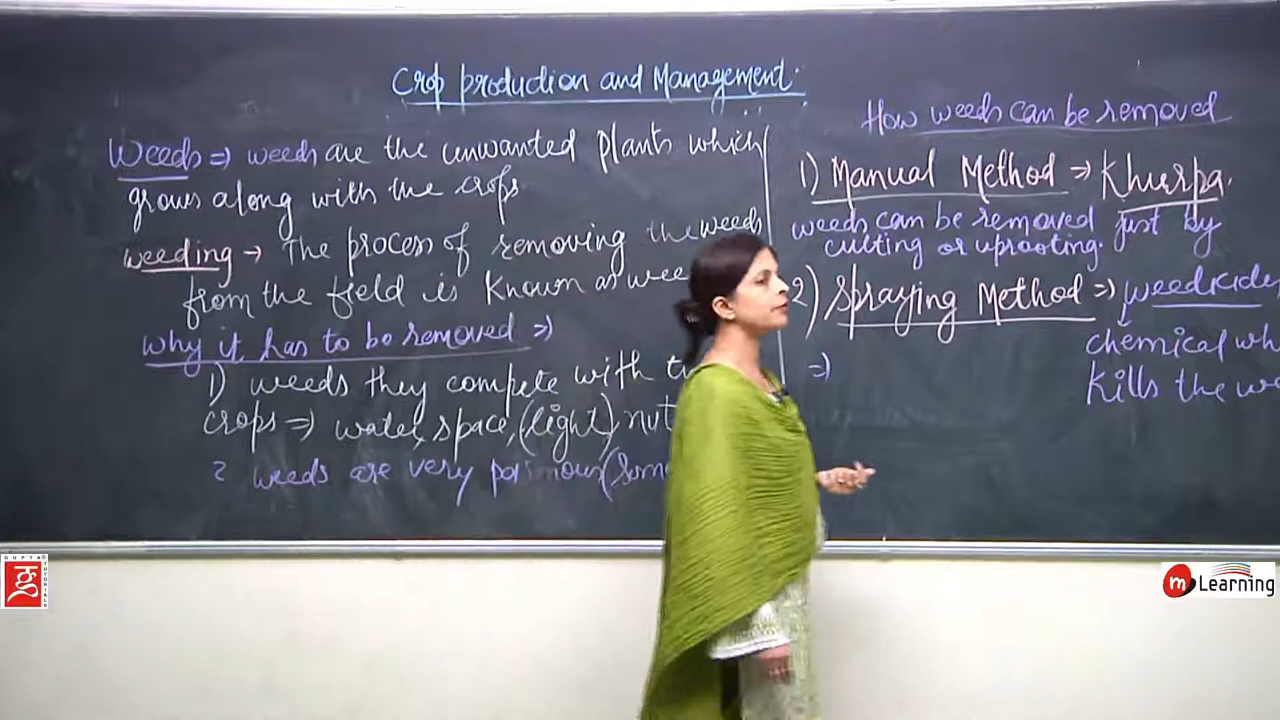 Crop production and Management.
Weeds ⇒ weeds are the unwanted plants which
grows along with the crops
weeding → The process of removing the weeds
from the field is known as wee
why it has to be removed ⇒
1) weeds they compete with
crops ⇒ water, space, (light), nut
2 weeds are very poisonous (some
How weeds can be removed
1) Manual Method ⇒ Khurpa.
weeds can be removed just by
cutting or uprooting.
2) Spraying Method ⇒ weedicide
chemical wh
⇒)
Kills the we
GUPTA TUTORIALS
m Learning